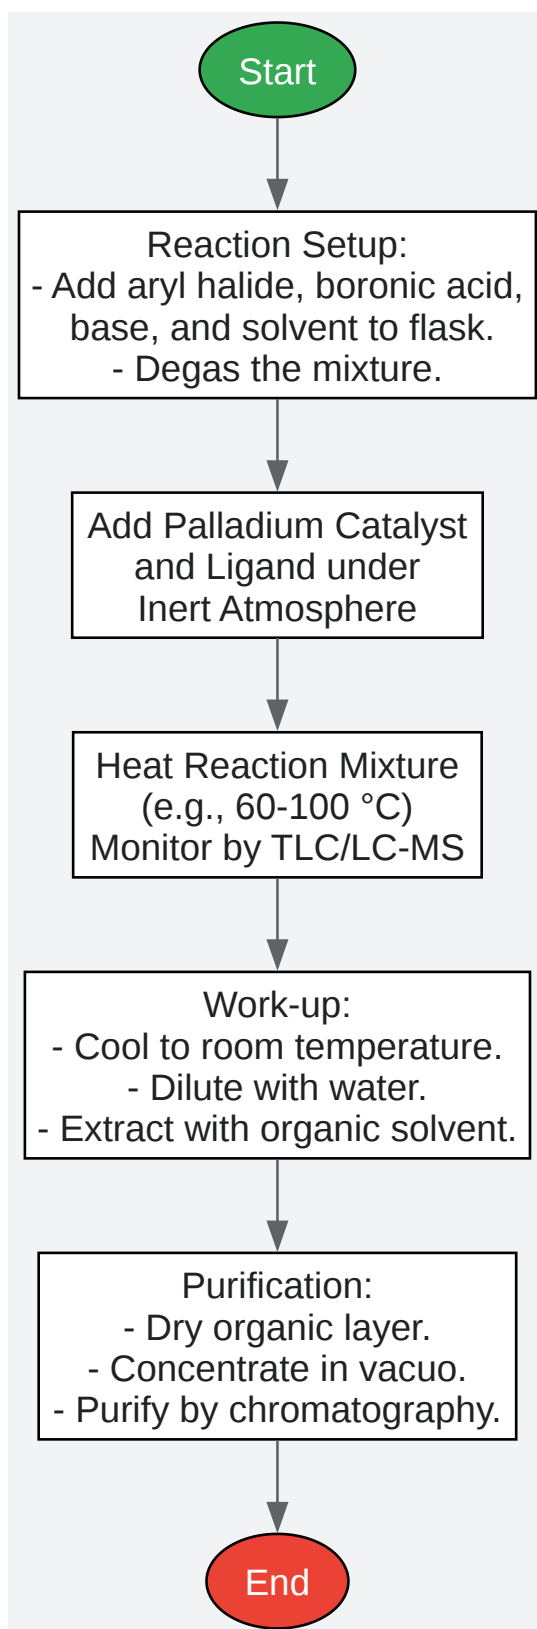 Start
Reaction Setup:
- Add aryl halide, boronic acid,
base, and solvent to flask.
- Degas the mixture.
Add Palladium Catalyst
and Ligand under
Inert Atmosphere
Heat Reaction Mixture
(e.g., 60-100 °C)
Monitor by TLC/LC-MS
Work-up:
- Cool to room temperature.
- Dilute with water.
- Extract with organic solvent.
Purification:
- Dry organic layer.
- Concentrate in vacuo.
- Purify by chromatography.
End